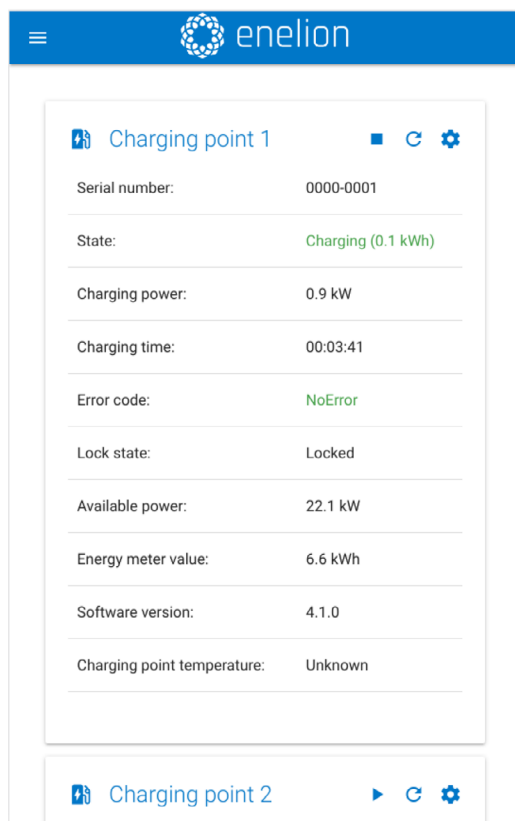 enelion
Charging point 1
Serial number: 0000-0001
State: Charging (0.1 kWh)
Charging power: 0.9 kW
Charging time: 00:03:41
Error code: NoError
Lock state: Locked
Available power: 22.1 kW
Energy meter value: 6.6 kWh
Software version: 4.1.0
Charging point temperature: Unknown
Charging point 2